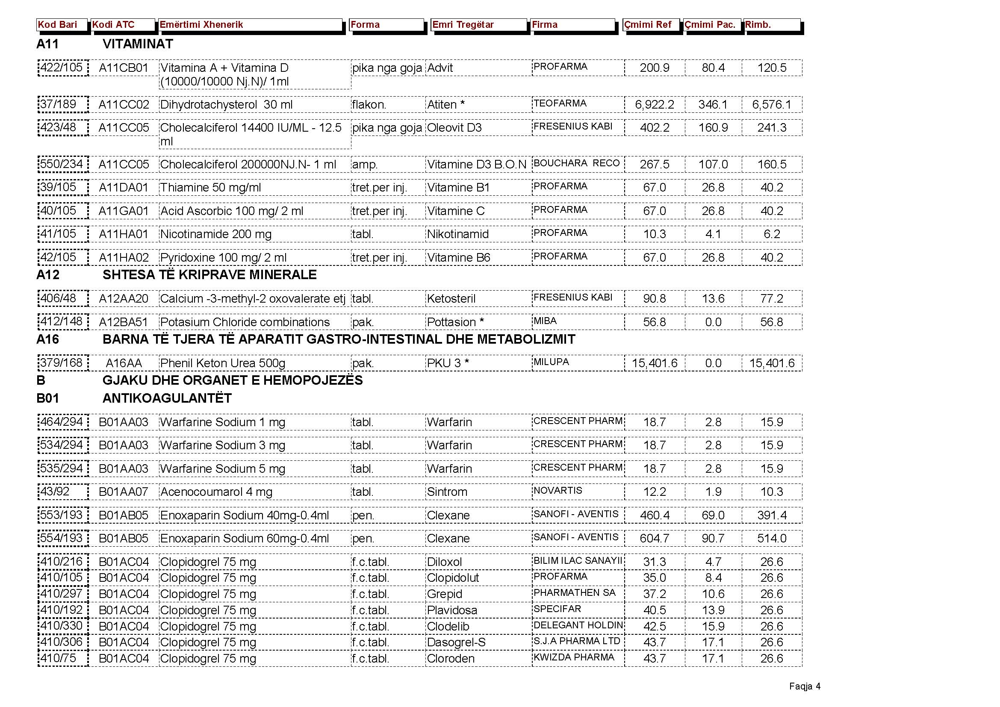 Kod Bari Kodi ATC Emërtimi Xhenerik Forma Emri Tregëtar Firma Çmimi Ref Çmimi Pac. Rimb.
A11 VITAMINAT
422/105 A11CB01 Vitamina A + Vitamina D pika nga goja Advit PROFARMA 200.9 80.4 120.5
(10000/10000 Nj.N)/ 1ml
37/189 A11CC02 Dihydrotachysterol 30 ml flakon. Atiten * TEOFARMA 6,922.2 346.1 6,576.1
423/48 A11CC05 Cholecalciferol 14400 IU/ML - 12.5 pika nga goja Oleovit D3 FRESENIUS KABI 402.2 160.9 241.3
ml
550/234 A11CC05 Cholecalciferol 200000NJ.N- 1 ml amp. Vitamine D3 B.O.N BOUCHARA RECO 267.5 107.0 160.5
39/105 A11DA01 Thiamine 50 mg/ml tret.per inj. Vitamine B1 PROFARMA 67.0 26.8 40.2
40/105 A11GA01 Acid Ascorbic 100 mg/ 2 ml tret.per inj. Vitamine C PROFARMA 67.0 26.8 40.2
41/105 A11HA01 Nicotinamide 200 mg tabl. Nikotinamid PROFARMA 10.3 4.1 6.2
42/105 A11HA02 Pyridoxine 100 mg/ 2 ml tret.per inj. Vitamine B6 PROFARMA 67.0 26.8 40.2
A12 SHTESA TË KRIPRAVE MINERALE
406/48 A12AA20 Calcium -3-methyl-2 oxovalerate etj tabl. Ketosteril FRESENIUS KABI 90.8 13.6 77.2
412/148 A12BA51 Potasium Chloride combinations pak. Pottasion * MIBA 56.8 0.0 56.8
A16 BARNA TË TJERA TË APARATIT GASTRO-INTESTINAL DHE METABOLIZMIT
379/168 A16AA Phenil Keton Urea 500g pak. PKU 3 * MILUPA 15,401.6 0.0 15,401.6
B GJAKU DHE ORGANET E HEMOPOJEZËS
B01 ANTIKOAGULANTËT
464/294 B01AA03 Warfarine Sodium 1 mg tabl. Warfarin CRESCENT PHARM 18.7 2.8 15.9
534/294 B01AA03 Warfarine Sodium 3 mg tabl. Warfarin CRESCENT PHARM 18.7 2.8 15.9
535/294 B01AA03 Warfarine Sodium 5 mg tabl. Warfarin CRESCENT PHARM 18.7 2.8 15.9
43/92 B01AA07 Acenocoumarol 4 mg tabl. Sintrom NOVARTIS 12.2 1.9 10.3
553/193 B01AB05 Enoxaparin Sodium 40mg-0.4ml pen. Clexane SANOFI - AVENTIS 460.4 69.0 391.4
554/193 B01AB05 Enoxaparin Sodium 60mg-0.4ml pen. Clexane SANOFI - AVENTIS 604.7 90.7 514.0
410/216 B01AC04 Clopidogrel 75 mg f.c.tabl. Diloxol BILIM ILAC SANAYII 31.3 4.7 26.6
410/105 B01AC04 Clopidogrel 75 mg f.c.tabl. Clopidolut PROFARMA 35.0 8.4 26.6
410/297 B01AC04 Clopidogrel 75 mg f.c.tabl. Grepid PHARMATHEN SA 37.2 10.6 26.6
410/192 B01AC04 Clopidogrel 75 mg f.c.tabl. Plavidosa SPECIFAR 40.5 13.9 26.6
410/330 B01AC04 Clopidogrel 75 mg f.c.tabl. Clodelib DELEGANT HOLDIN 42.5 15.9 26.6
410/306 B01AC04 Clopidogrel 75 mg f.c.tabl. Dasogrel-S S.J.A PHARMA LTD 43.7 17.1 26.6
410/75 B01AC04 Clopidogrel 75 mg f.c.tabl. Cloroden KWIZDA PHARMA 43.7 17.1 26.6
Faqja 4